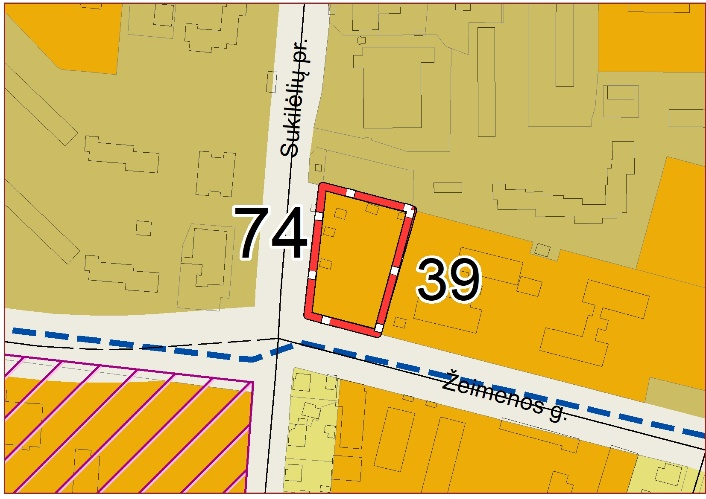 Sukilėlių pr.
74
39
Žeimenos g.